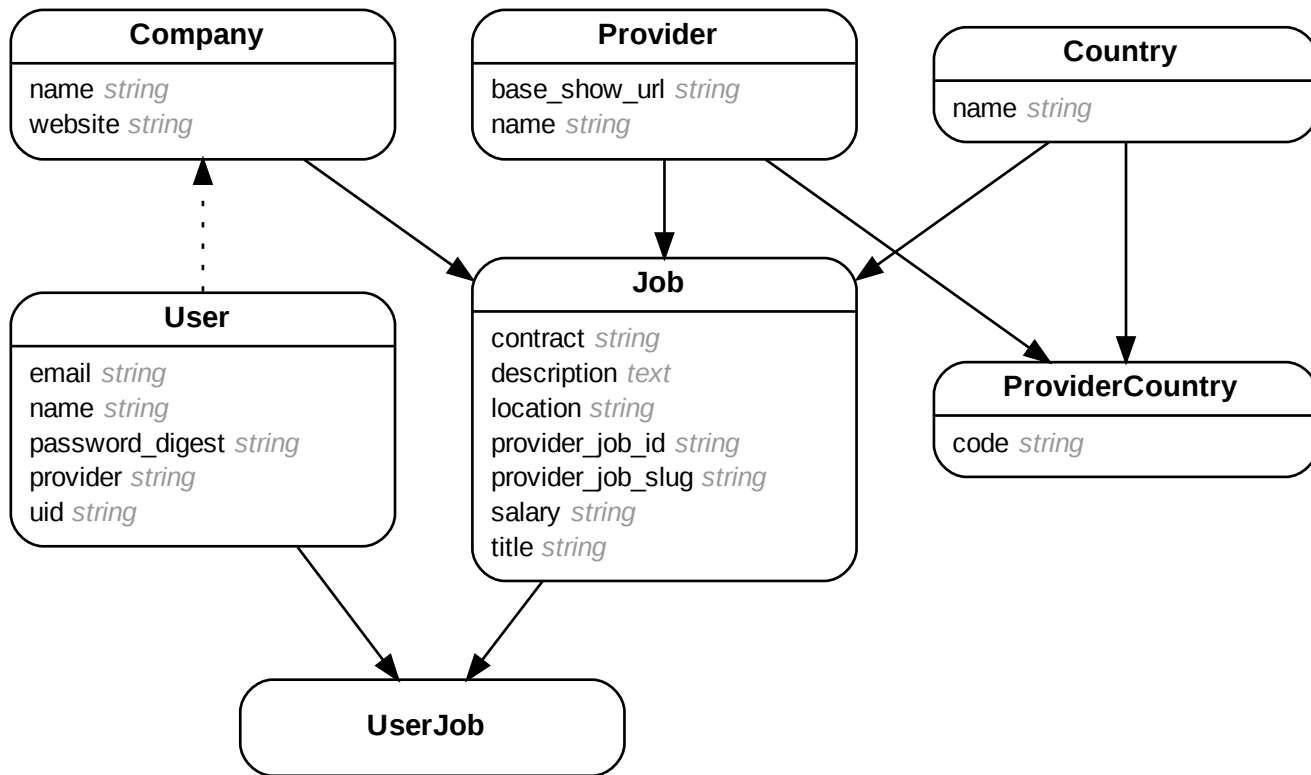 Company
name string
website string
Provider
base_show_url string
name string
Country
name string
User
email string
name string
password_digest string
provider string
uid string
Job
contract string
description text
location string
provider_job_id string
provider_job_slug string
salary string
title string
ProviderCountry
code string
UserJob